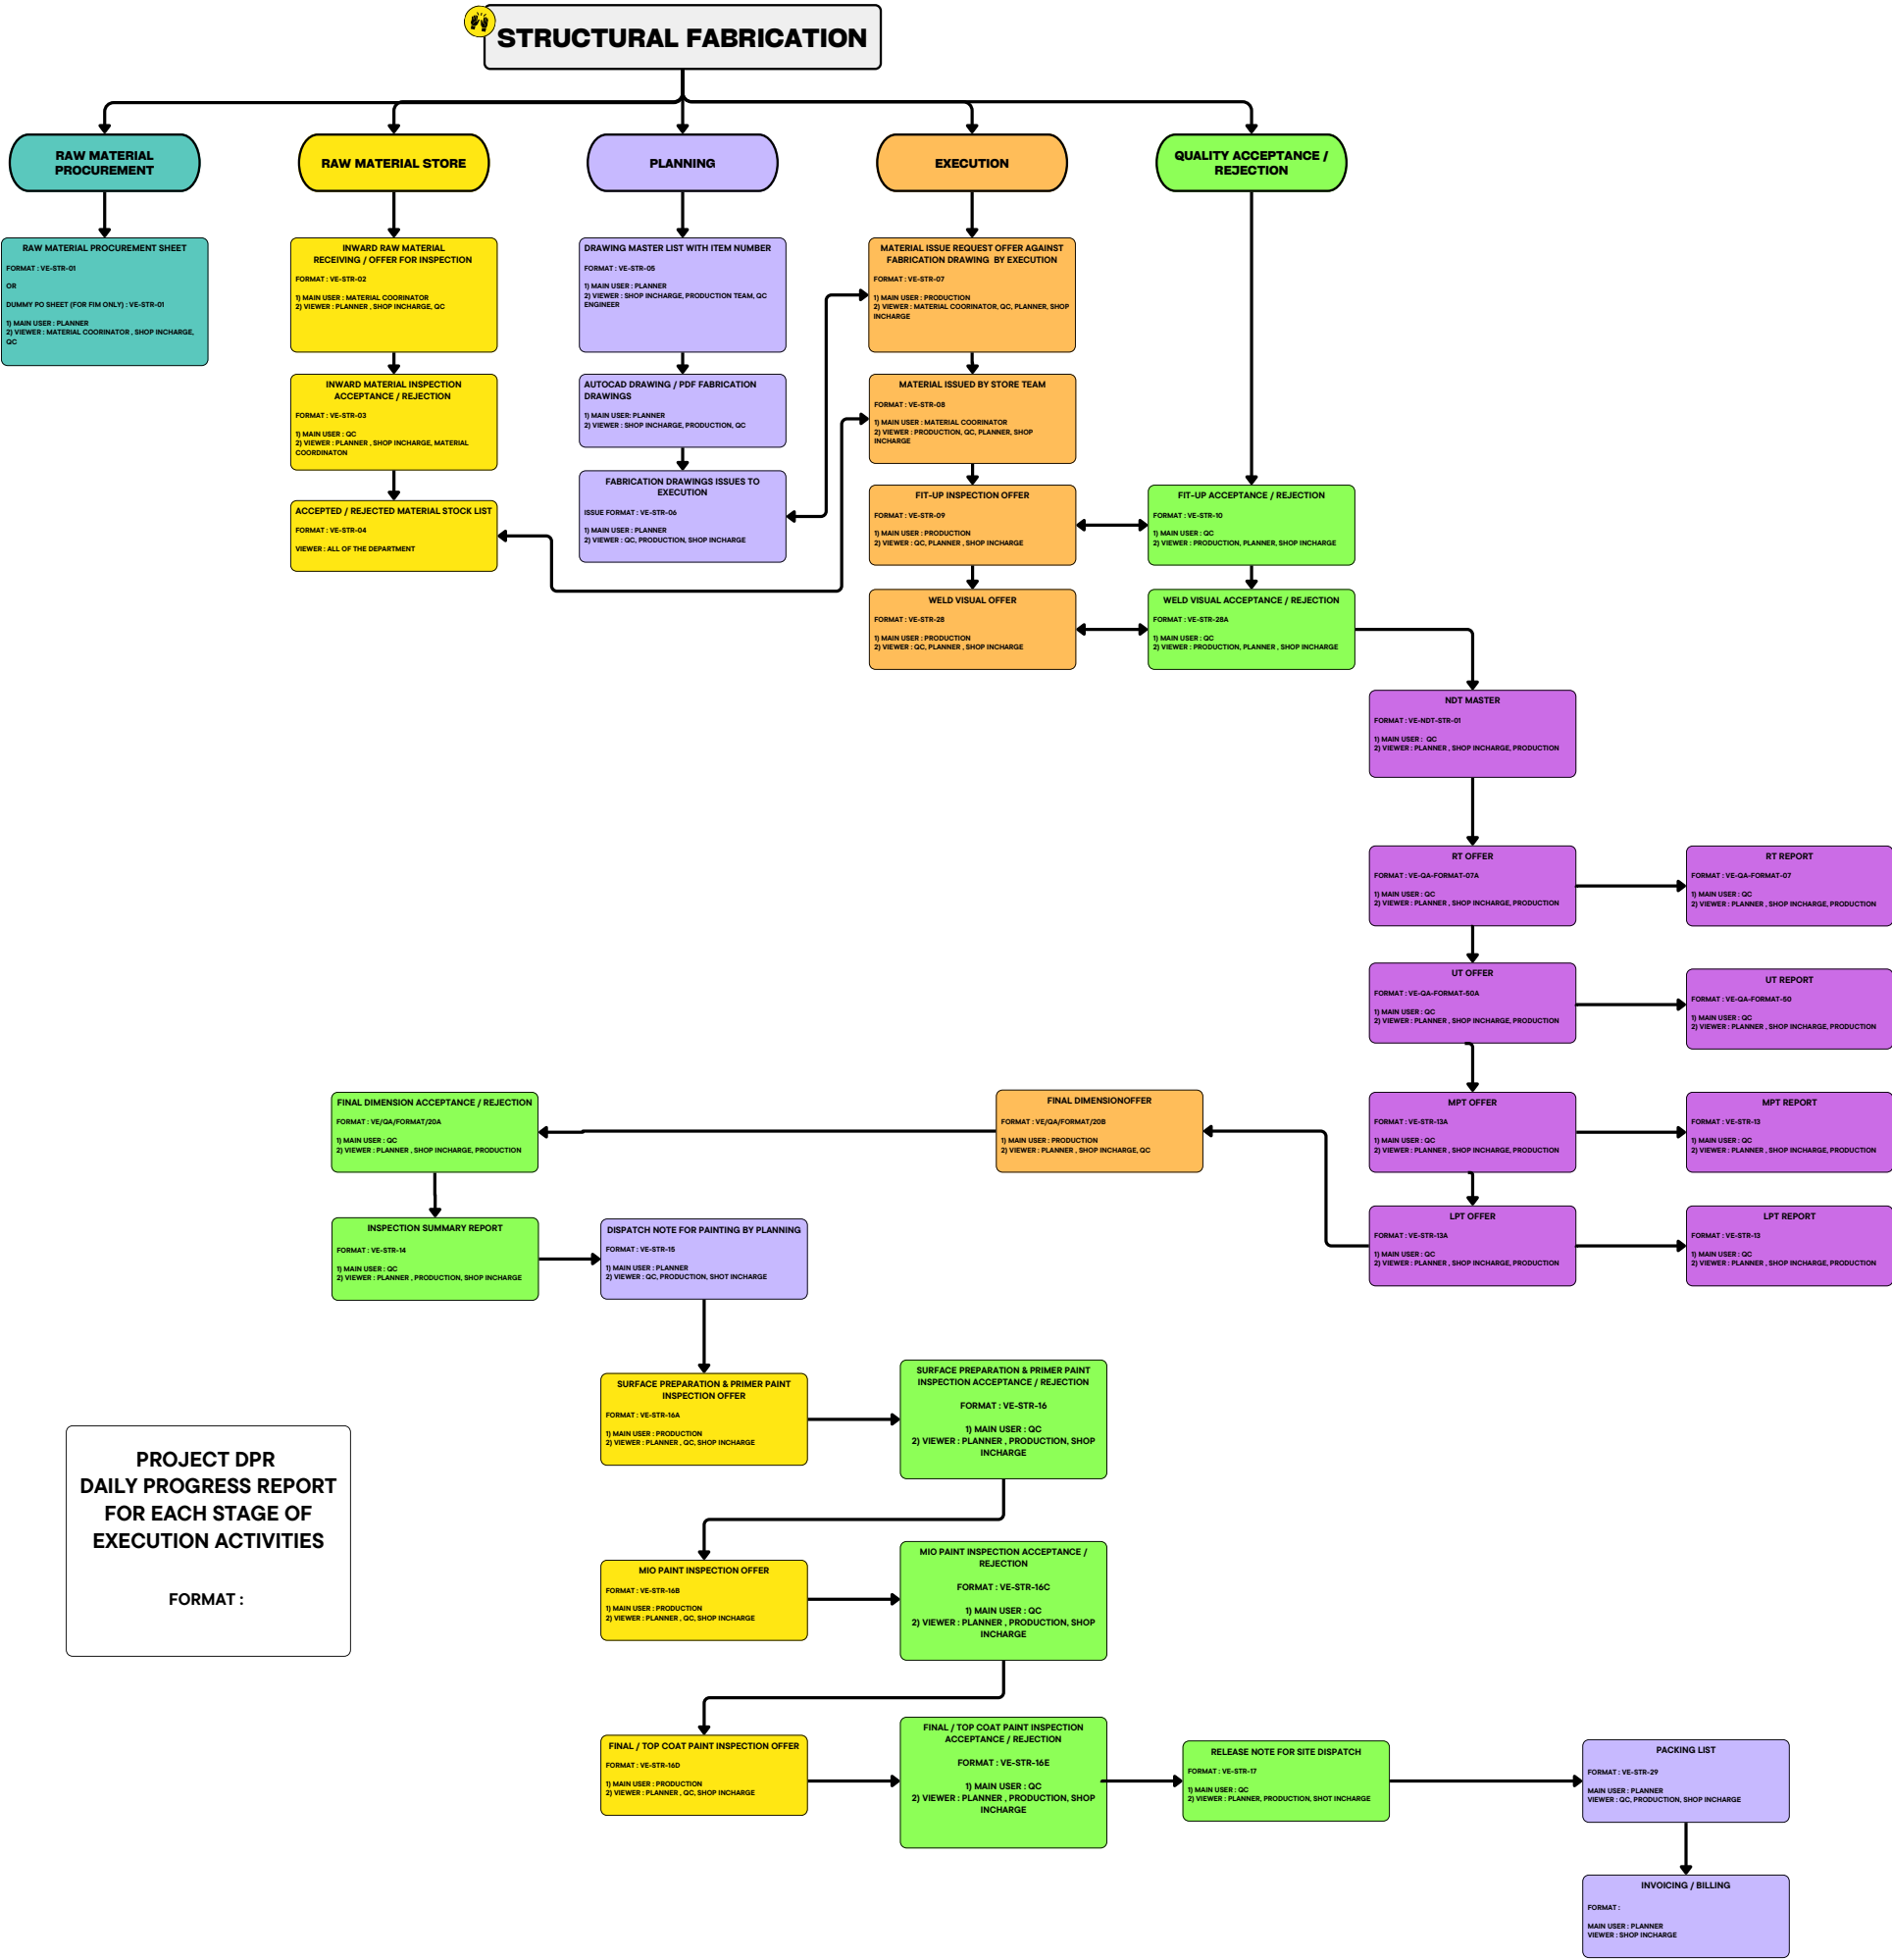 STRUCTURAL FABRICATION
RAW MATERIAL
PROCUREMENT
RAW MATERIAL STORE
PLANNING
EXECUTION
QUALITY ACCEPTANCE /
REJECTION
RAW MATERIAL PROCUREMENT SHEET
FORMAT : VE-STR-01
OR
DUMMY PO SHEET (FOR FIM ONLY) : VE-STR-01
1) MAIN USER : PLANNER
2) VIEWER : MATERIAL COORINATOR , SHOP INCHARGE,
QC
INWARD RAW MATERIAL
RECEIVING / OFFER FOR INSPECTION
FORMAT : VE-STR-02
1) MAIN USER : MATERIAL COORINATOR
2) VIEWER : PLANNER , SHOP INCHARGE, QC
INWARD MATERIAL INSPECTION
ACCEPTANCE / REJECTION
FORMAT : VE-STR-03
1) MAIN USER : QC
2) VIEWER : PLANNER , SHOP INCHARGE, MATERIAL
COORDINATON
ACCEPTED / REJECTED MATERIAL STOCK LIST
FORMAT : VE-STR-04
VIEWER : ALL OF THE DEPARTMENT
DRAWING MASTER LIST WITH ITEM NUMBER
FORMAT : VE-STR-05
1) MAIN USER : PLANNER
2) VIEWER : SHOP INCHARGE, PRODUCTION TEAM, QC
ENGINEER
AUTOCAD DRAWING / PDF FABRICATION
DRAWINGS
1) MAIN USER: PLANNER
2) VIEWER : SHOP INCHARGE, PRODUCTION, QC
FABRICATION DRAWINGS ISSUES TO
EXECUTION
ISSUE FORMAT : VE-STR-06
1) MAIN USER : PLANNER
2) VIEWER : QC, PRODUCTION, SHOP INCHARGE
MATERIAL ISSUE REQUEST OFFER AGAINST
FABRICATION DRAWING BY EXECUTION
FORMAT : VE-STR-07
1) MAIN USER : PRODUCTION
2) VIEWER : MATERIAL COORINATOR, QC, PLANNER, SHOP
INCHARGE
MATERIAL ISSUED BY STORE TEAM
FORMAT : VE-STR-08
1) MAIN USER : MATERIAL COORINATOR
2) VIEWER : PRODUCTION, QC, PLANNER, SHOP
INCHARGE
FIT-UP INSPECTION OFFER
FORMAT : VE-STR-09
1) MAIN USER : PRODUCTION
2) VIEWER : QC, PLANNER , SHOP INCHARGE
WELD VISUAL OFFER
FORMAT : VE-STR-28
1) MAIN USER : PRODUCTION
2) VIEWER : QC, PLANNER , SHOP INCHARGE
FIT-UP ACCEPTANCE / REJECTION
FORMAT : VE-STR-10
1) MAIN USER : QC
2) VIEWER : PRODUCTION, PLANNER, SHOP INCHARGE
WELD VISUAL ACCEPTANCE / REJECTION
FORMAT : VE-STR-28A
1) MAIN USER : QC
2) VIEWER : PRODUCTION, PLANNER , SHOP INCHARGE
NDT MASTER
FORMAT : VE-NDT-STR-01
1) MAIN USER : QC
2) VIEWER : PLANNER , SHOP INCHARGE, PRODUCTION
RT OFFER
FORMAT : VE-QA-FORMAT-07A
1) MAIN USER : QC
2) VIEWER : PLANNER , SHOP INCHARGE, PRODUCTION
RT REPORT
FORMAT : VE-QA-FORMAT-07
1) MAIN USER : QC
2) VIEWER : PLANNER , SHOP INCHARGE, PRODUCTION
UT OFFER
FORMAT : VE-QA-FORMAT-50A
1) MAIN USER : QC
2) VIEWER : PLANNER , SHOP INCHARGE, PRODUCTION
UT REPORT
FORMAT : VE-QA-FORMAT-50
1) MAIN USER : QC
2) VIEWER : PLANNER , SHOP INCHARGE, PRODUCTION
MPT OFFER
FORMAT : VE-STR-13A
1) MAIN USER : QC
2) VIEWER : PLANNER , SHOP INCHARGE, PRODUCTION
MPT REPORT
FORMAT : VE-STR-13
1) MAIN USER : QC
2) VIEWER : PLANNER , SHOP INCHARGE, PRODUCTION
LPT OFFER
FORMAT : VE-STR-13A
1) MAIN USER : QC
2) VIEWER : PLANNER , SHOP INCHARGE, PRODUCTION
LPT REPORT
FORMAT : VE-STR-13
1) MAIN USER : QC
2) VIEWER : PLANNER , SHOP INCHARGE, PRODUCTION
FINAL DIMENSIONOFFER
FORMAT : VE/QA/FORMAT/20B
1) MAIN USER : PRODUCTION
2) VIEWER : PLANNER , SHOP INCHARGE, QC
FINAL DIMENSION ACCEPTANCE / REJECTION
FORMAT : VE/QA/FORMAT/20A
1) MAIN USER : QC
2) VIEWER : PLANNER , SHOP INCHARGE, PRODUCTION
INSPECTION SUMMARY REPORT
FORMAT : VE-STR-14
1) MAIN USER : QC
2) VIEWER : PLANNER , PRODUCTION, SHOP INCHARGE
DISPATCH NOTE FOR PAINTING BY PLANNING
FORMAT : VE-STR-15
1) MAIN USER : PLANNER
2) VIEWER : QC, PRODUCTION, SHOT INCHARGE
SURFACE PREPARATION & PRIMER PAINT
INSPECTION OFFER
FORMAT : VE-STR-16A
1) MAIN USER : PRODUCTION
2) VIEWER : PLANNER , QC, SHOP INCHARGE
SURFACE PREPARATION & PRIMER PAINT
INSPECTION ACCEPTANCE / REJECTION
FORMAT : VE-STR-16
1) MAIN USER : QC
2) VIEWER : PLANNER , PRODUCTION, SHOP
INCHARGE
PROJECT DPR
DAILY PROGRESS REPORT
FOR EACH STAGE OF
EXECUTION ACTIVITIES
FORMAT :
MIO PAINT INSPECTION OFFER
FORMAT : VE-STR-16B
1) MAIN USER : PRODUCTION
2) VIEWER : PLANNER , QC, SHOP INCHARGE
MIO PAINT INSPECTION ACCEPTANCE /
REJECTION
FORMAT : VE-STR-16C
1) MAIN USER : QC
2) VIEWER : PLANNER , PRODUCTION, SHOP
INCHARGE
FINAL / TOP COAT PAINT INSPECTION OFFER
FORMAT : VE-STR-16D
1) MAIN USER : PRODUCTION
2) VIEWER : PLANNER , QC, SHOP INCHARGE
FINAL / TOP COAT PAINT INSPECTION
ACCEPTANCE / REJECTION
FORMAT : VE-STR-16E
1) MAIN USER : QC
2) VIEWER : PLANNER , PRODUCTION, SHOP
INCHARGE
RELEASE NOTE FOR SITE DISPATCH
FORMAT : VE-STR-17
1) MAIN USER : QC
2) VIEWER : PLANNER, PRODUCTION, SHOT INCHARGE
PACKING LIST
FORMAT : VE-STR-29
MAIN USER : PLANNER
VIEWER : QC, PRODUCTION, SHOP INCHARGE
INVOICING / BILLING
FORMAT :
MAIN USER : PLANNER
VIEWER : SHOP INCHARGE